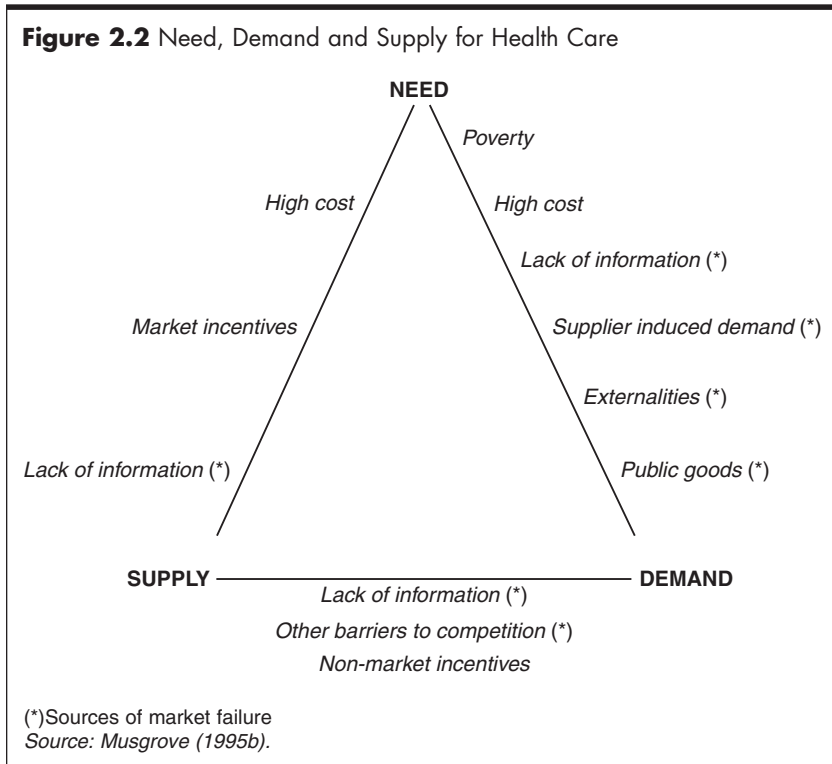 Figure 2.2 Need, Demand and Supply for Health Care
NEED
Poverty
High cost
High cost
Lack of information (*)
Market incentives
Supplier induced demand (*)
Externalities (*)
Lack of information (*)
Public goods (*)
SUPPLY
DEMAND
Lack of information (*)
Other barriers to competition (*)
Non-market incentives
(*)Sources of market failure
Source: Musgrove (1995b).